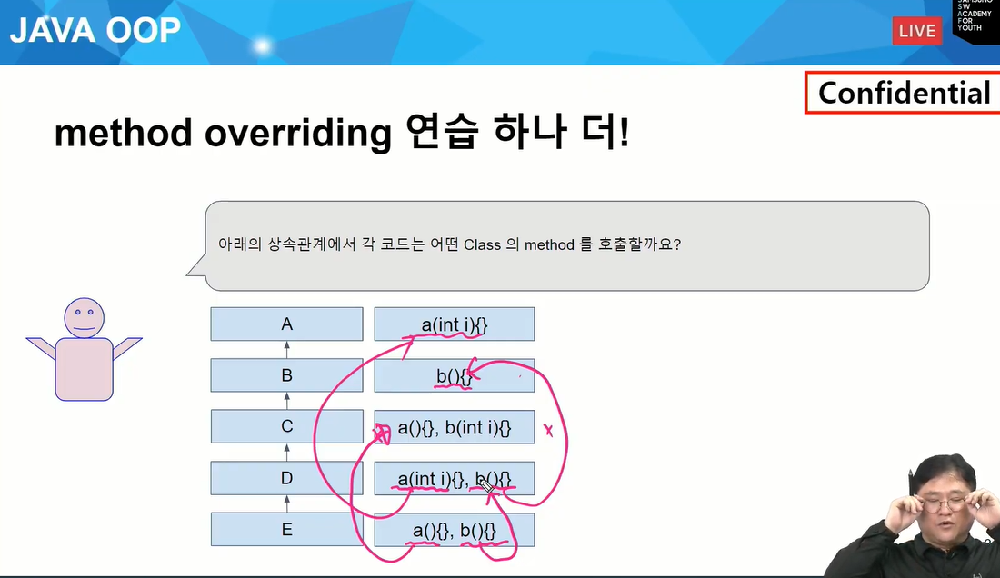 JAVA OOP
LIVE
SAMSUNG
SW
ACADEMY
FOR
YOUTH
Confidential
method overriding 연습 하나 더!
아래의 상속관계에서 각 코드는 어떤 Class 의 method 를 호출할까요?
A a(int i){}
B b(){}
C a(){}, b(int i){}
D a(int i){}, b(){}
E a(){}, b(){}